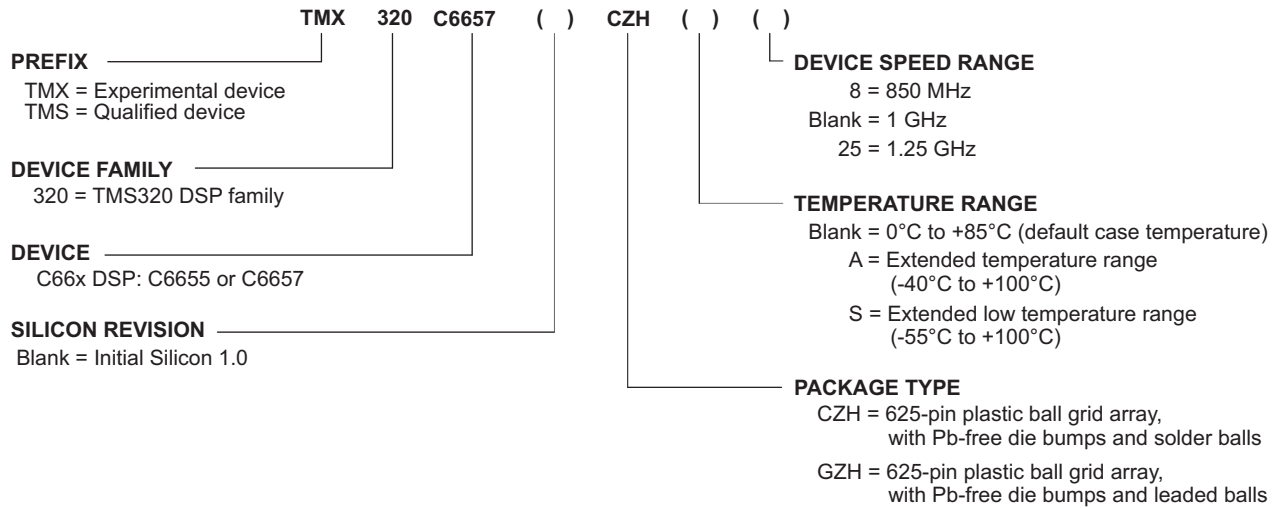 TMX 320 C6657 ( ) CZH ( ) ( )
PREFIX
TMX = Experimental device
TMS = Qualified device
DEVICE FAMILY
320 = TMS320 DSP family
DEVICE
C66x DSP: C6655 or C6657
SILICON REVISION
Blank = Initial Silicon 1.0
DEVICE SPEED RANGE
8 = 850 MHz
Blank = 1 GHz
25 = 1.25 GHz
TEMPERATURE RANGE
Blank = 0°C to +85°C (default case temperature)
A = Extended temperature range
(-40°C to +100°C)
S = Extended low temperature range
(-55°C to +100°C)
PACKAGE TYPE
CZH = 625-pin plastic ball grid array,
with Pb-free die bumps and solder balls
GZH = 625-pin plastic ball grid array,
with Pb-free die bumps and leaded balls